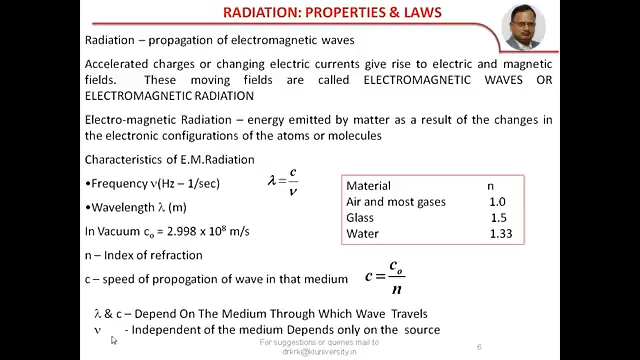 RADIATION: PROPERTIES & LAWS
Radiation – propagation of electromagnetic waves
Accelerated charges or changing electric currents give rise to electric and magnetic
fields. These moving fields are called ELECTROMAGNETIC WAVES OR
ELECTROMAGNETIC RADIATION
Electro-magnetic Radiation – energy emitted by matter as a result of the changes in
the electronic configurations of the atoms or molecules
Characteristics of E.M.Radiation
•Frequency ν(Hz – 1/sec)
λ = c/ν
•Wavelength λ (m)
In Vacuum c₀ = 2.998 x 10⁸ m/s
n – Index of refraction
c – speed of propogation of wave in that medium
c = c₀/n
Material n
Air and most gases 1.0
Glass 1.5
Water 1.33
λ & c – Depend On The Medium Through Which Wave Travels
ν - Independent of the medium Depends only on the source
For suggestions or queries mail to
drkrk@kluniversity.in
6